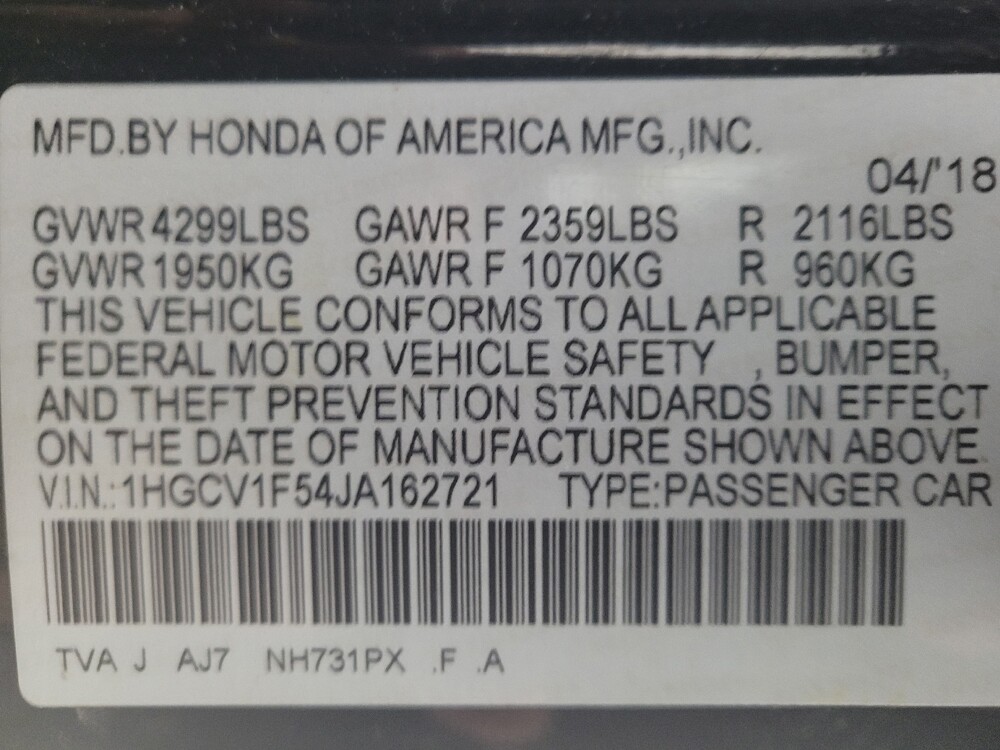 MFD.BY HONDA OF AMERICA MFG.,INC.
04/'18
GVWR 4299LBS GAWR F 2359LBS R 2116LBS
GVWR 1950KG GAWR F 1070KG R 960KG
THIS VEHICLE CONFORMS TO ALL APPLICABLE
FEDERAL MOTOR VEHICLE SAFETY , BUMPER,
AND THEFT PREVENTION STANDARDS IN EFFECT
ON THE DATE OF MANUFACTURE SHOWN ABOVE.
V.I.N.:1HGCV1F54JA162721 TYPE:PASSENGER CAR
TVA J AJ7 NH731PX .F .A